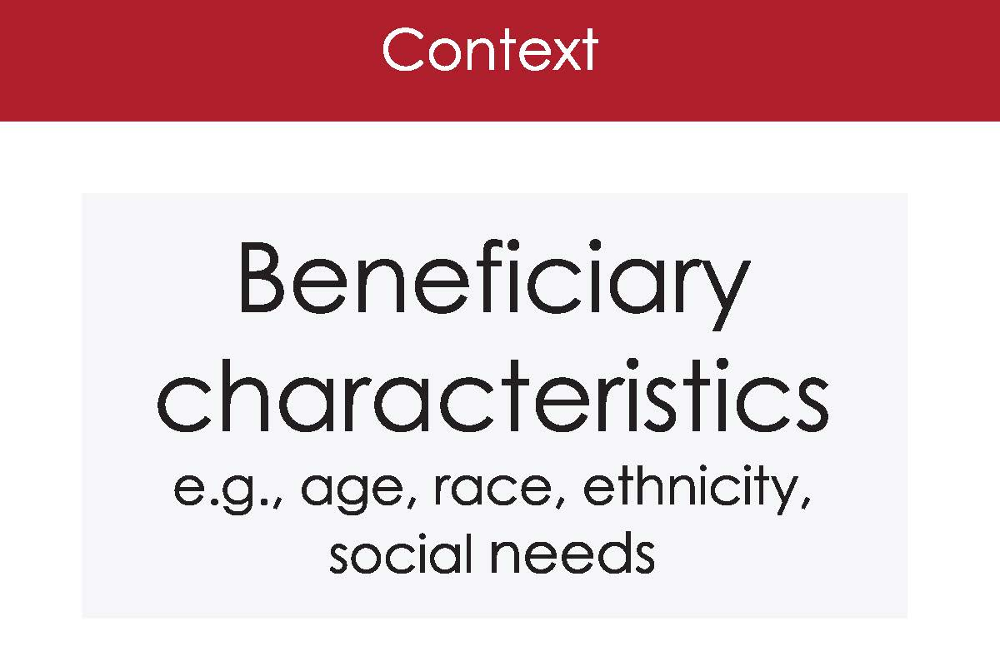 Context
Beneficiary
characteristics
e.g., age, race, ethnicity,
social needs